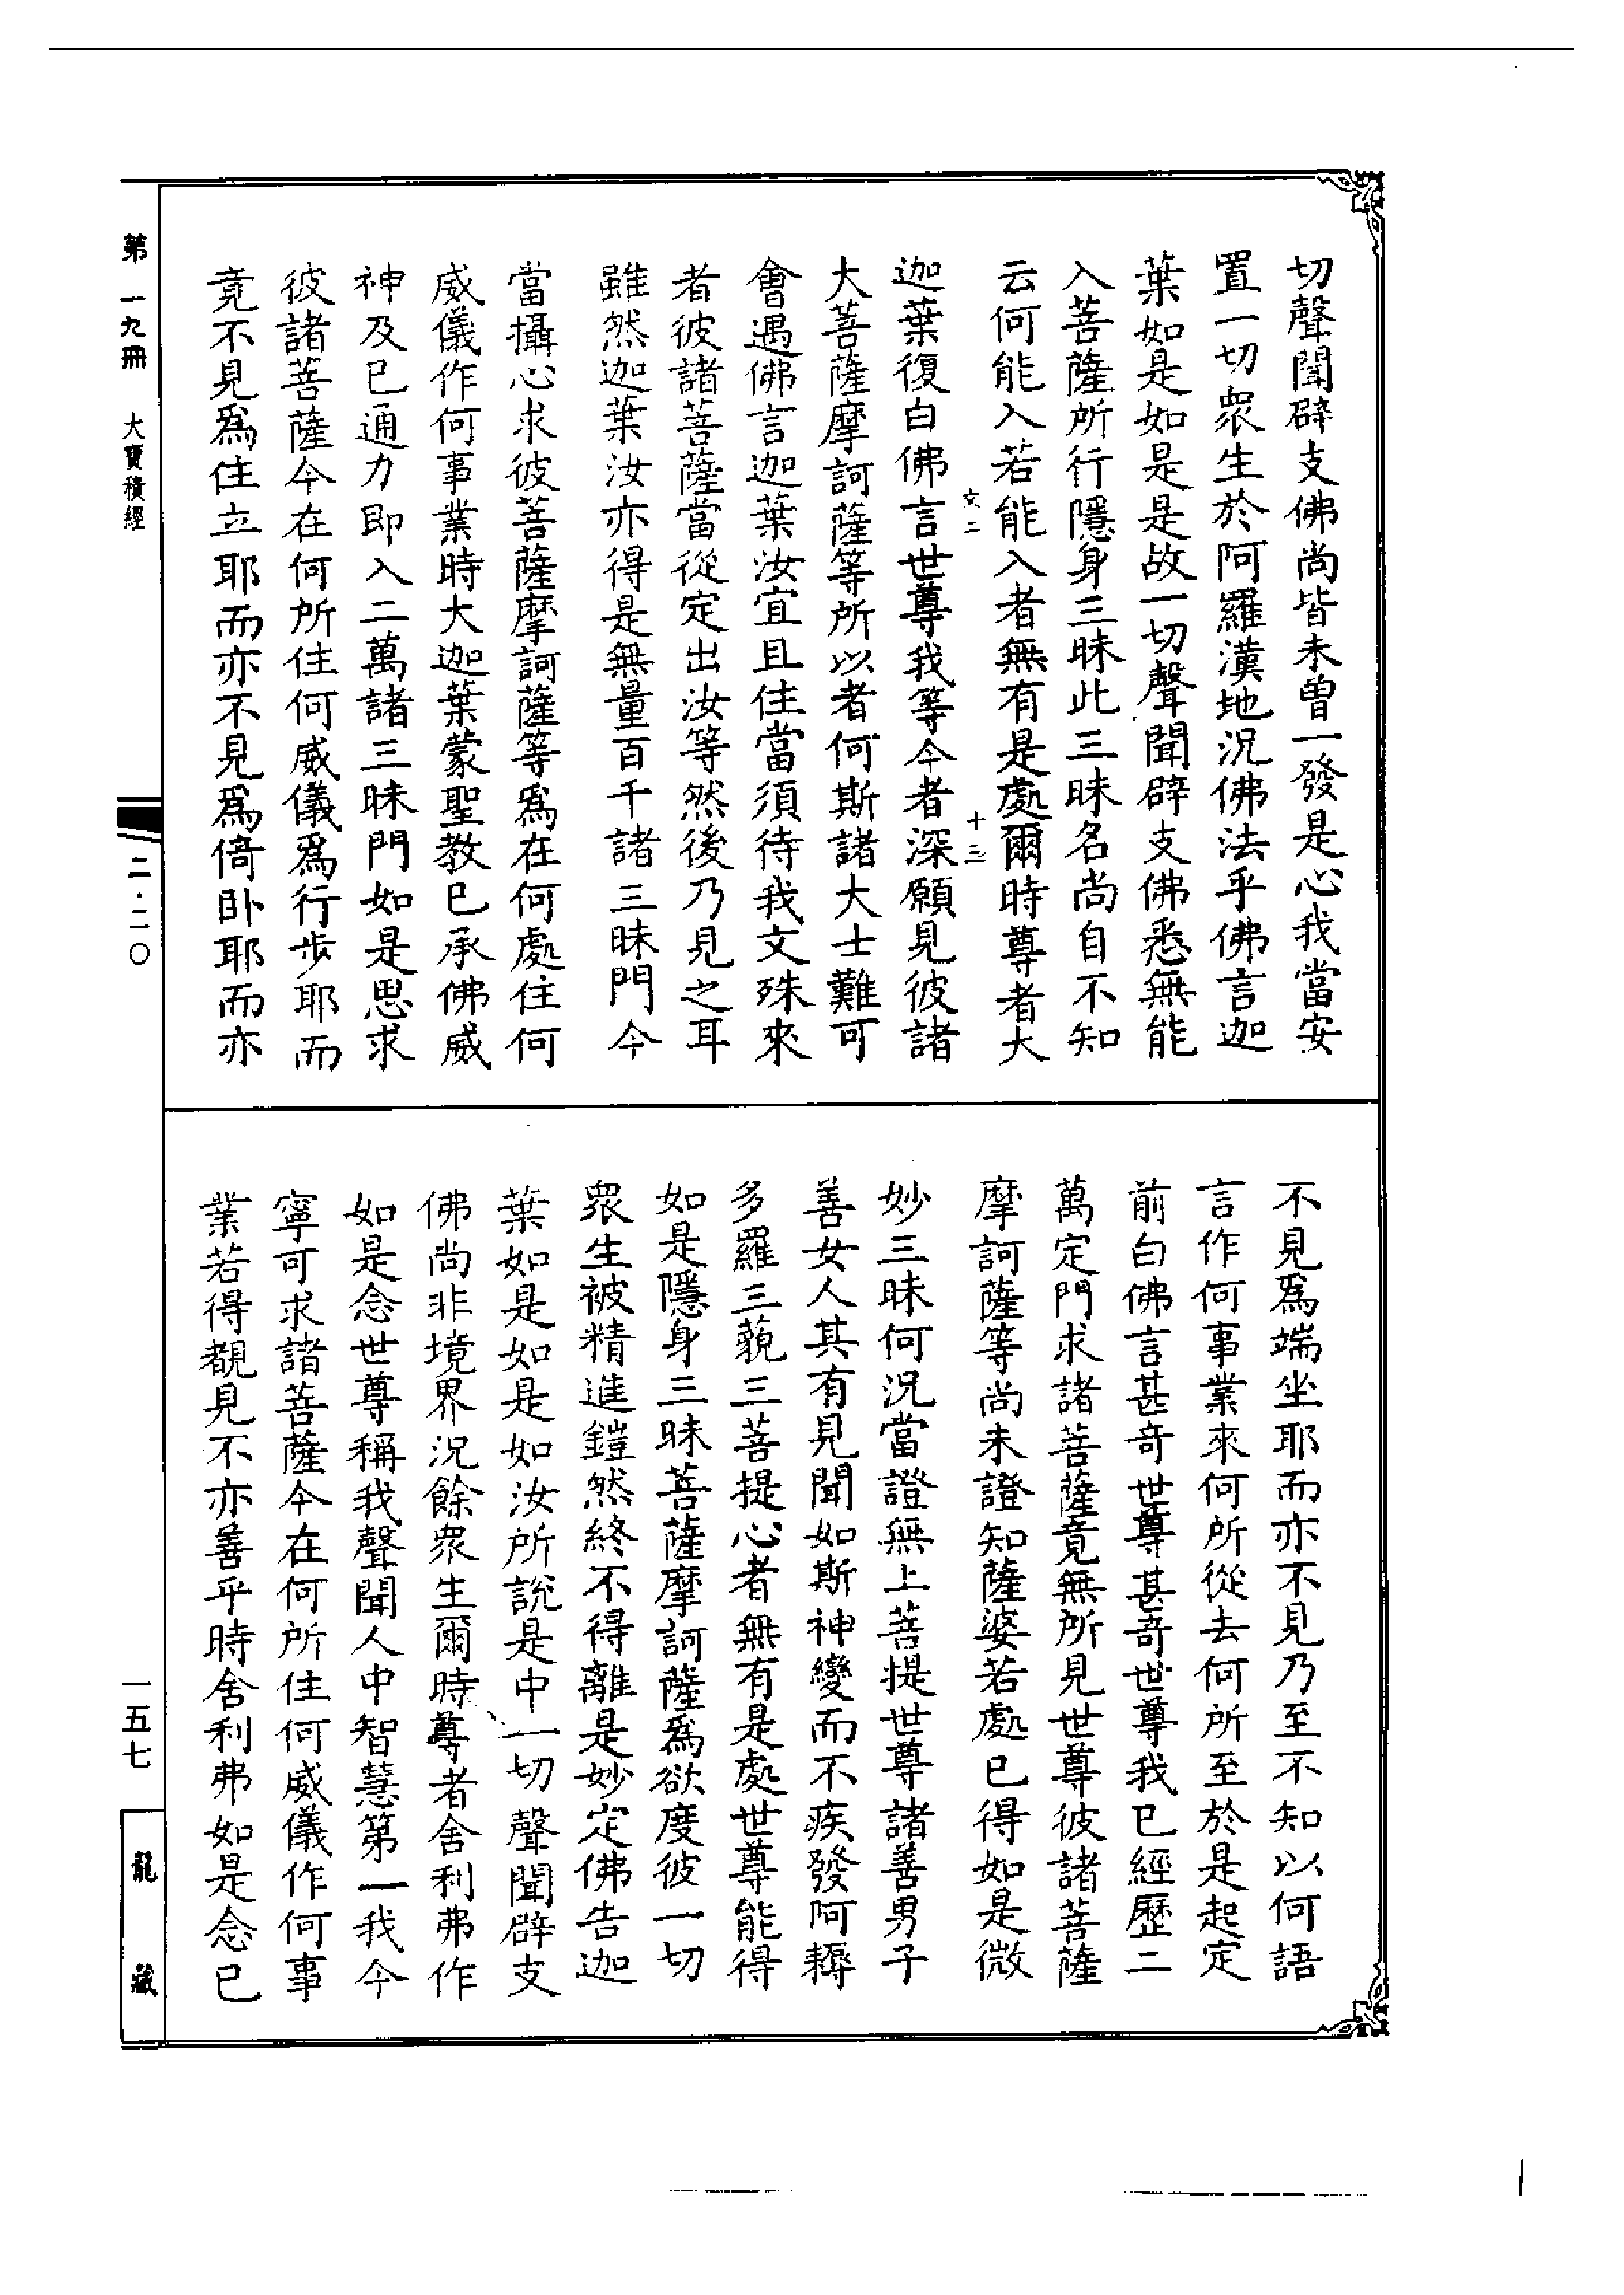 切聲聞辟支佛尚皆未曾一發是心我當安
置一切眾生於阿羅漢地況佛法乎佛言迦
葉如是如是是故一切聲聞辟支佛悉無能
入菩薩所行隱身三昧此三昧名尚自不知
云何能入若能入者無有是處爾時尊者大
文二
十三
迦葉復白佛言世尊我等今者深願見彼諸
大菩薩摩訶薩等所以者何斯諸大士難可
會遇佛言迦葉汝宜且住當須待我文殊來
者彼諸菩薩當從定出汝等然後乃見之耳
雖然迦葉汝亦得是無量百千諸三昧門今
當攝心求彼菩薩摩訶薩等爲在何處住何
威儀作何事業時大迦葉蒙聖教已承佛威
神及已通力即入二萬諸三昧門如是思求
彼諸菩薩今在何所住何威儀爲行步耶而
竟不見爲住立耶而亦不見爲倚臥耶而亦
不見爲端坐耶而亦不見乃至不知以何語
言作何事業來何所從去何所至於是起定
前白佛言甚奇世尊甚奇世尊我已經歷二
萬定門求諸菩薩竟無所見世尊彼諸菩薩
摩訶薩等尚未證知薩婆若處已得如是微
妙三昧何況當證無上菩提世尊諸善男子
善女人其有見聞如斯神變而不疾發阿耨
多羅三藐三菩提心者無有是處世尊能得
如是隱身三昧菩薩摩訶薩爲欲度彼一切
眾生被精進鎧然終不得離是妙定佛告迦
葉如是如是如汝所說是中一切聲聞辟支
佛尚非境界況餘眾生爾時尊者舍利弗作
如是念世尊稱我聲聞人中智慧第一我今
寧可求諸菩薩今在何所住何威儀作何事
業若得覩見不亦善乎時舍利弗如是念已
第一九冊 大寶積經
二·二〇
一五七
龍藏